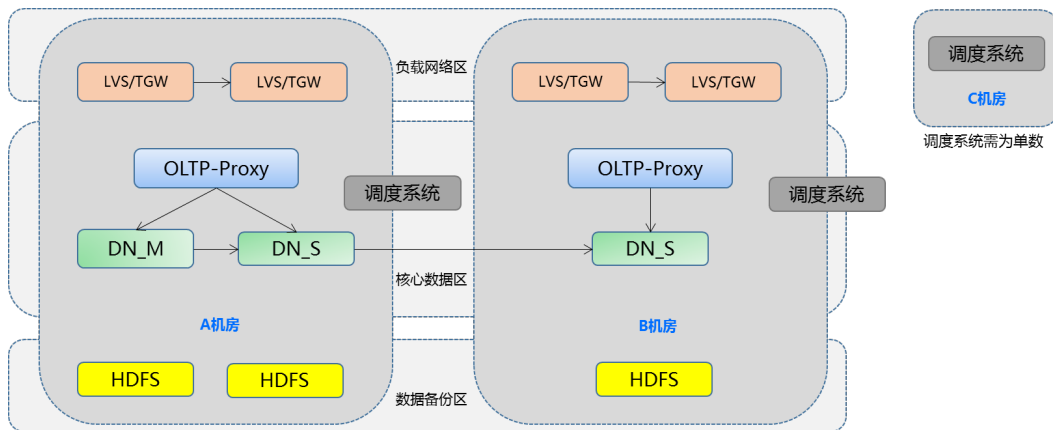 负载网络区
LVS/TGW
LVS/TGW
LVS/TGW
LVS/TGW
调度系统
C机房
调度系统需为单数
OLTP-Proxy
OLTP-Proxy
调度系统
调度系统
DN_M
DN_S
DN_S
核心数据区
A机房
B机房
HDFS
HDFS
HDFS
数据备份区